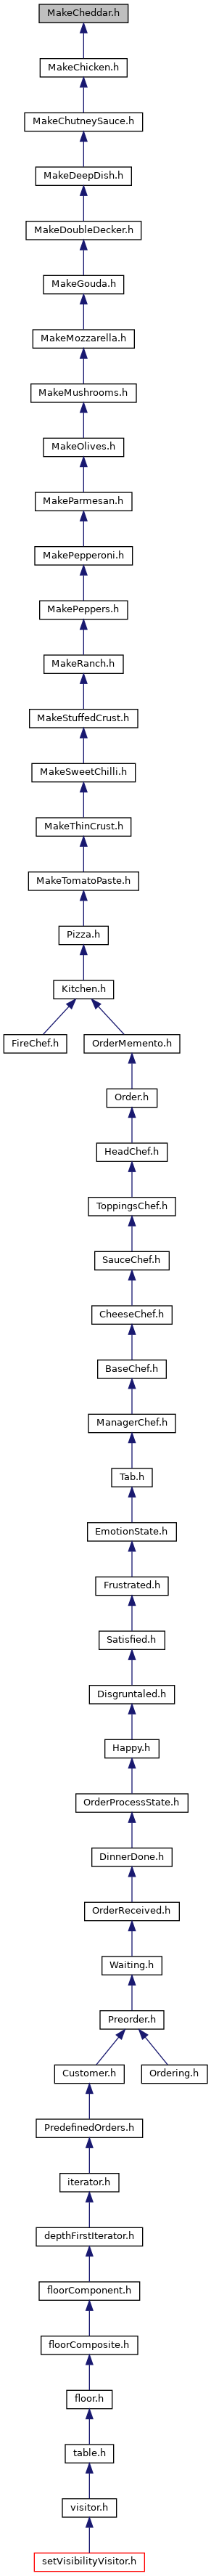 MakeCheddar.h
MakeChicken.h
MakeChutneySauce.h
MakeDeepDish.h
MakeDoubleDecker.h
MakeGouda.h
MakeMozzarella.h
MakeMushrooms.h
MakeOlives.h
MakeParmesan.h
MakePepperoni.h
MakePeppers.h
MakeRanch.h
MakeStuffedCrust.h
MakeSweetChilli.h
MakeThinCrust.h
MakeTomatoPaste.h
Pizza.h
Kitchen.h
FireChef.h OrderMemento.h
Order.h
HeadChef.h
ToppingsChef.h
SauceChef.h
CheeseChef.h
BaseChef.h
ManagerChef.h
Tab.h
EmotionState.h
Frustrated.h
Satisfied.h
Disgruntaled.h
Happy.h
OrderProcessState.h
DinnerDone.h
OrderReceived.h
Waiting.h
Preorder.h
Customer.h Ordering.h
PredefinedOrders.h
iterator.h
depthFirstIterator.h
floorComponent.h
floorComposite.h
floor.h
table.h
visitor.h
setVisibilityVisitor.h